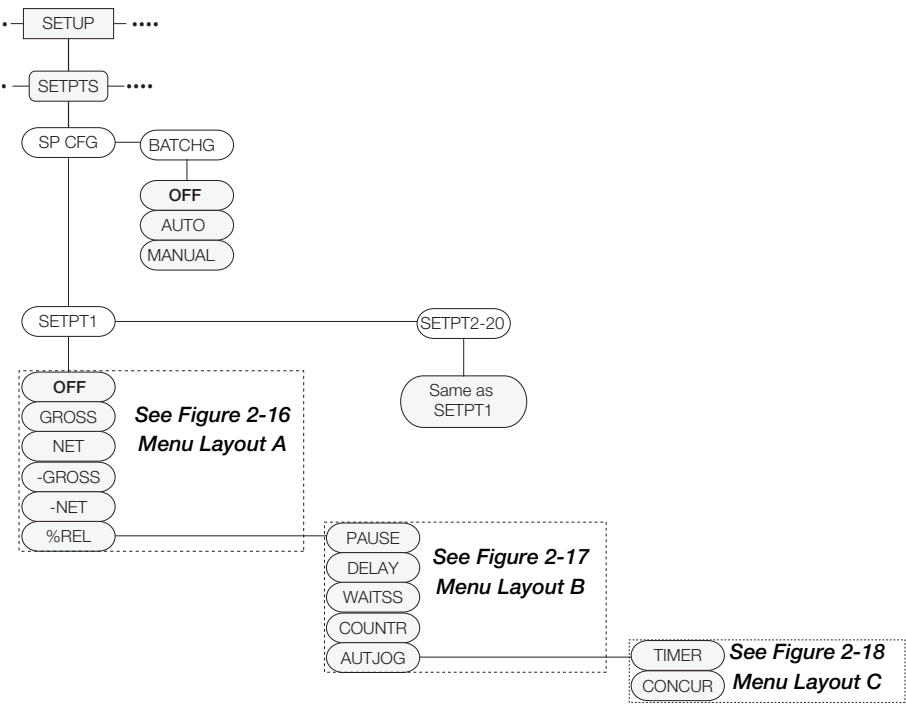 SETUP
SETPTS
SP CFG
BATCHG
OFF
AUTO
MANUAL
SETPT1
SETPT2-20
Same as
SETPT1
OFF
GROSS
NET
-GROSS
-NET
%REL
See Figure 2-16
Menu Layout A
PAUSE
DELAY
WAITSS
COUNTR
AUTJOG
See Figure 2-17
Menu Layout B
TIMER
CONCUR
See Figure 2-18
Menu Layout C